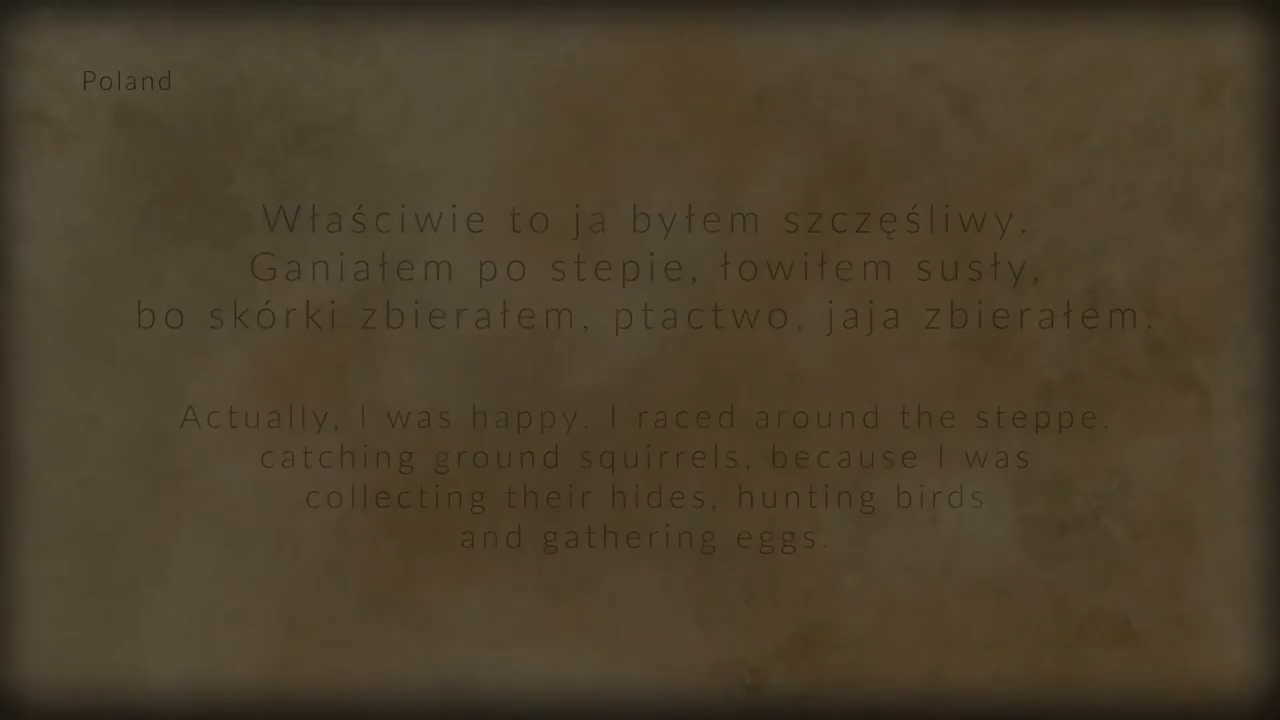 Poland
Właściwie to ja byłem szczęśliwy.
Ganiałem po stepie, łowiłem susły,
bo skórki zbierałem, ptactwo, jaja zbierałem.
Actually, I was happy. I raced around the steppe,
catching ground squirrels, because I was
collecting their hides, hunting birds
and gathering eggs.